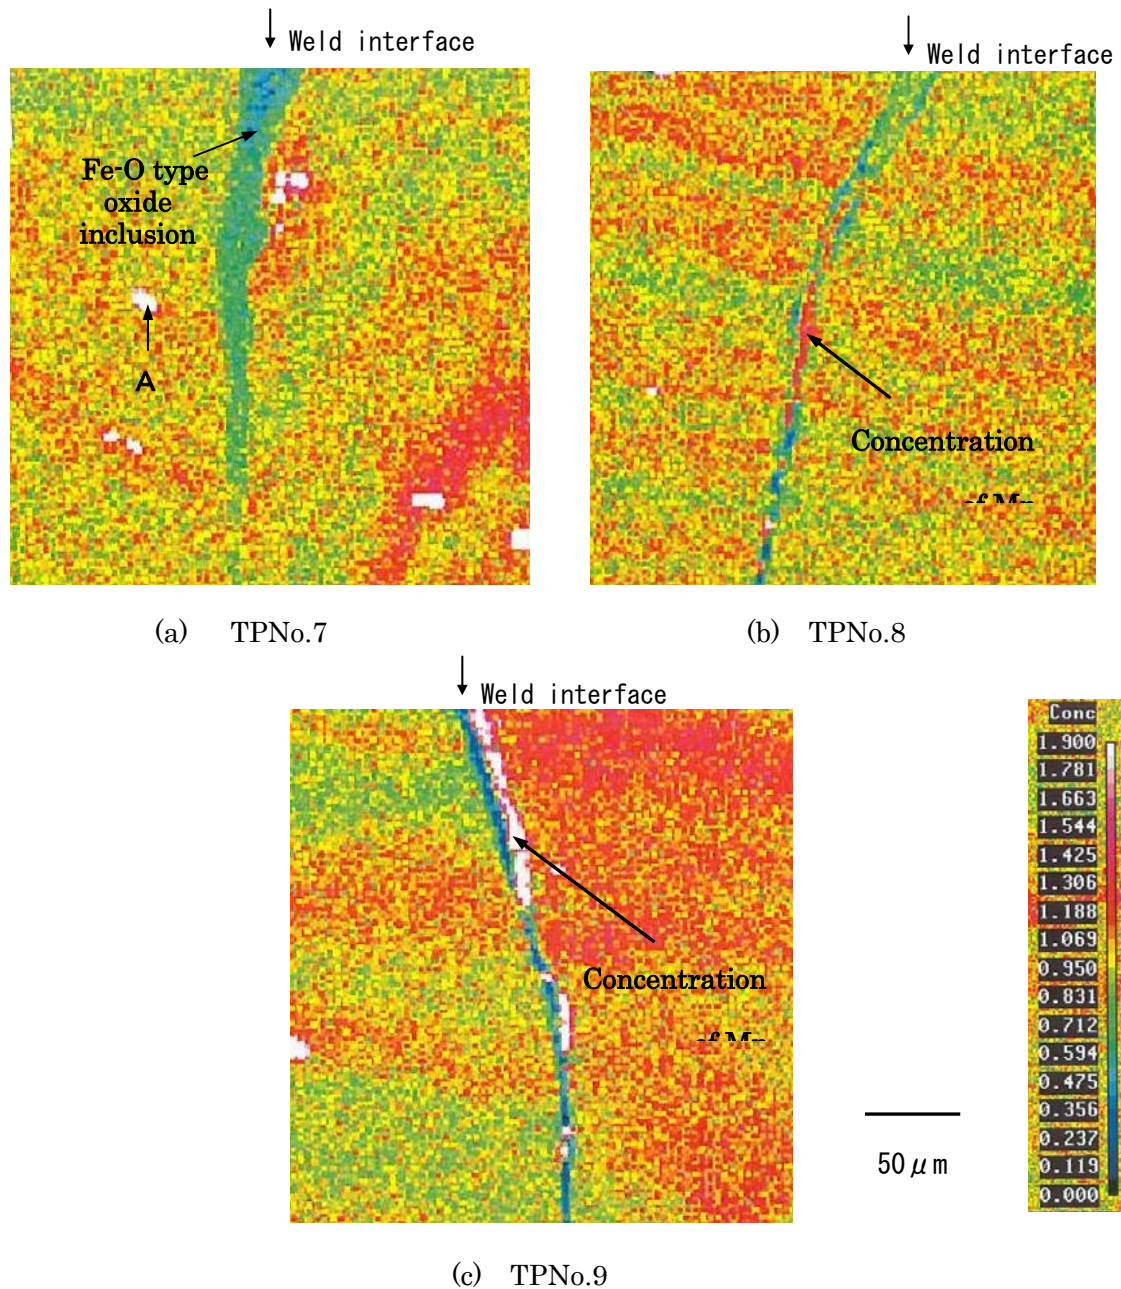 Weld interface
Weld interface
Fe-O type
oxide
inclusion
A
Concentration
(a) TPNo.7
(b) TPNo.8
Weld interface
Concentration
50μm
(c) TPNo.9
Conc
1.900
1.781
1.663
1.544
1.425
1.306
1.188
1.069
0.950
0.831
0.712
0.594
0.475
0.356
0.237
0.119
0.000